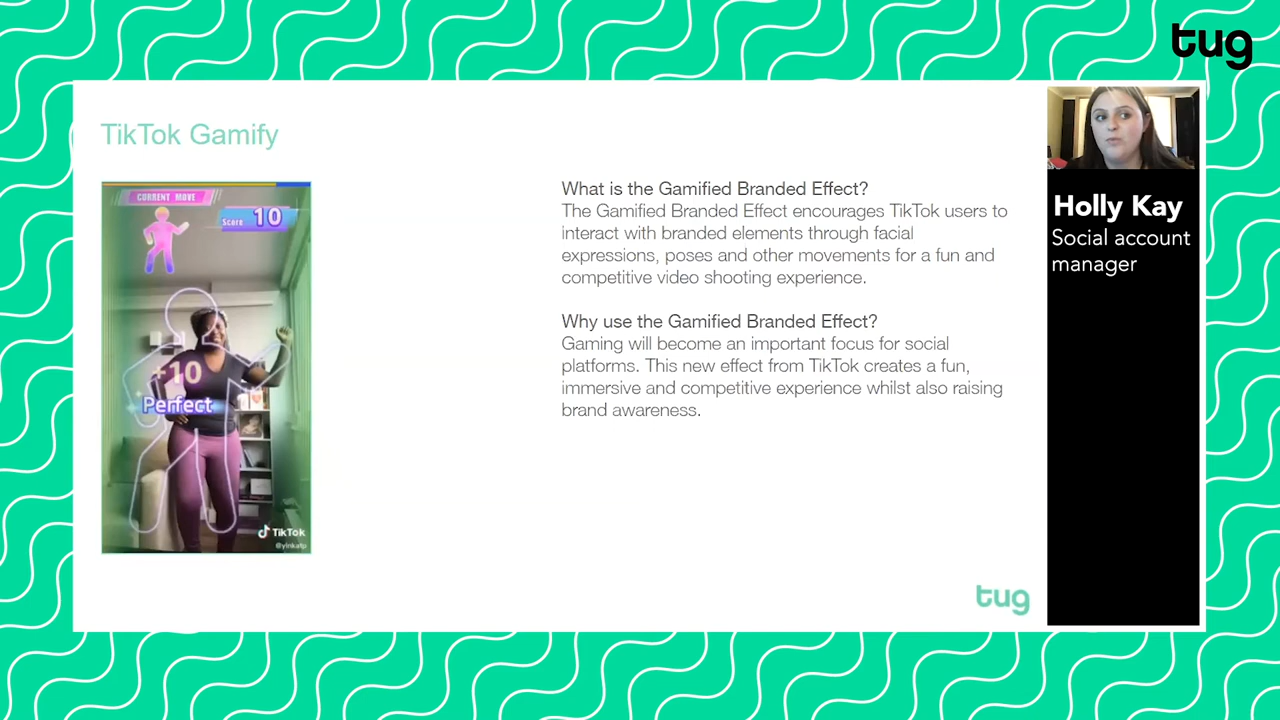 tug
TikTok Gamify
CURRENT MOVE
Score 10
+10
Perfect
TikTok
@yinkatp
What is the Gamified Branded Effect?
The Gamified Branded Effect encourages TikTok users to
interact with branded elements through facial
expressions, poses and other movements for a fun and
competitive video shooting experience.
Why use the Gamified Branded Effect?
Gaming will become an important focus for social
platforms. This new effect from TikTok creates a fun,
immersive and competitive experience whilst also raising
brand awareness.
tug
Holly Kay
Social account
manager